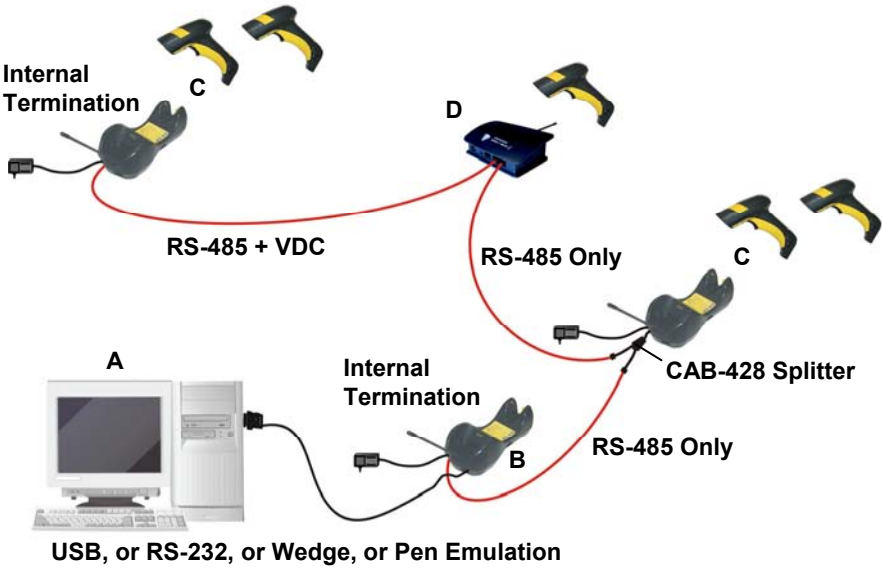 Internal
Termination
C
D
RS-485 + VDC
RS-485 Only
C
CAB-428 Splitter
A
Internal
Termination
B
RS-485 Only
USB, or RS-232, or Wedge, or Pen Emulation